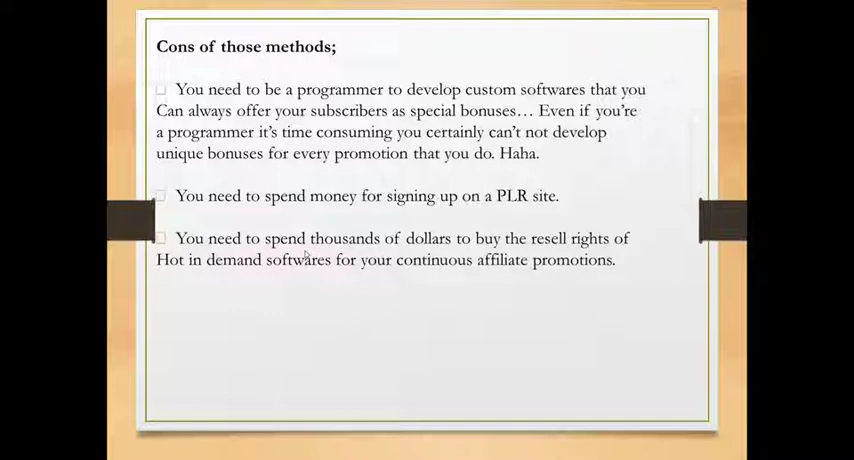 Cons of those methods;
You need to be a programmer to develop custom softwares that you
Can always offer your subscribers as special bonuses… Even if you're
a programmer it's time consuming you certainly can't not develop
unique bonuses for every promotion that you do. Haha.
You need to spend money for signing up on a PLR site.
You need to spend thousands of dollars to buy the resell rights of
Hot in demand softwares for your continuous affiliate promotions.